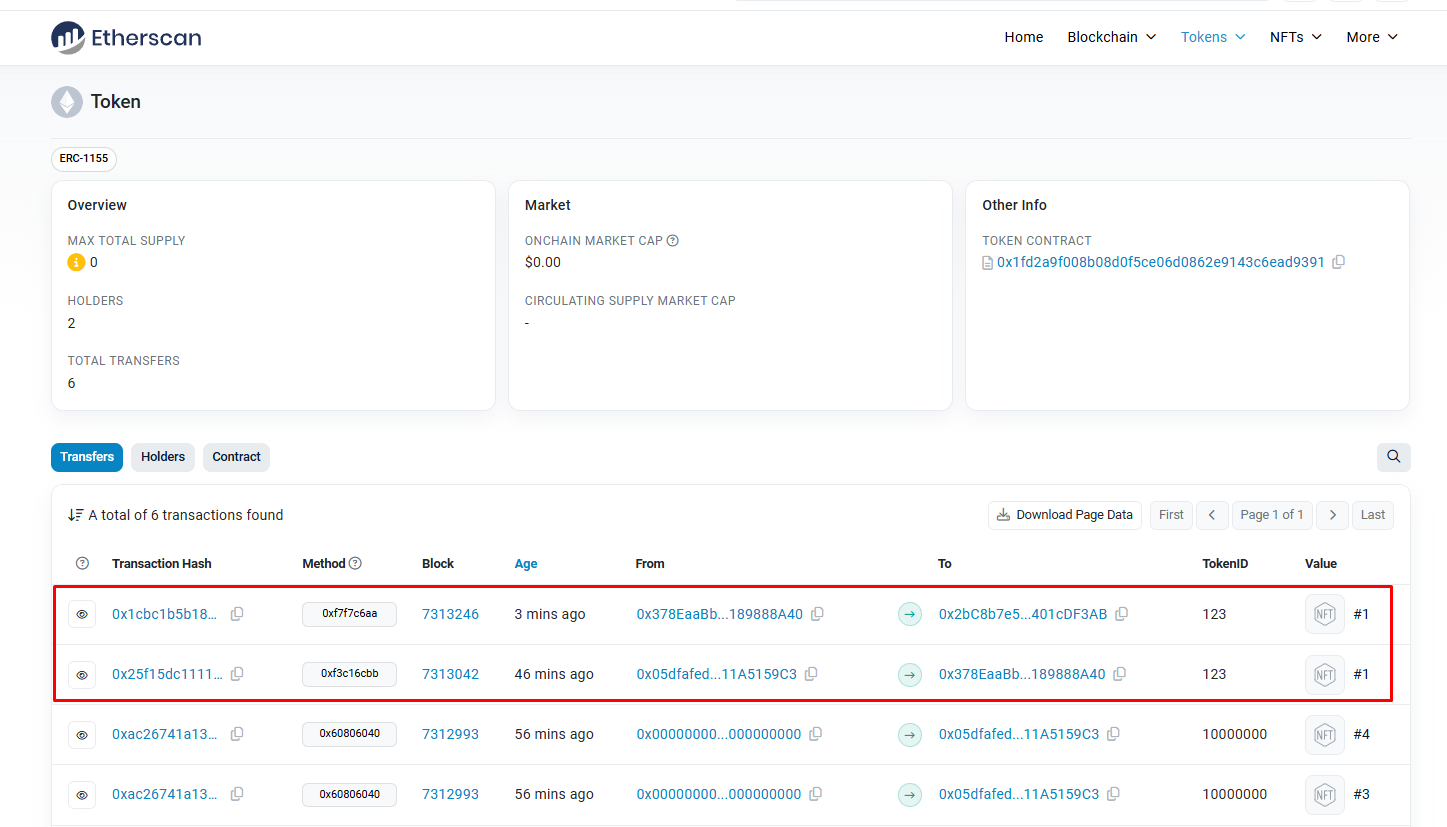 Etherscan
Home Blockchain Tokens NFTs More
Token
ERC-1155
Overview
MAX TOTAL SUPPLY
0
HOLDERS
2
TOTAL TRANSFERS
6
Market
ONCHAIN MARKET CAP
$0.00
CIRCULATING SUPPLY MARKET CAP
-
Other Info
TOKEN CONTRACT
0x1fd2a9f008b08d0f5ce06d0862e9143c6ead9391
Transfers Holders Contract
A total of 6 transactions found Download Page Data First Page 1 of 1 Last
Transaction Hash Method Block Age From To TokenID Value
0x1cbc1b5b18... 0xf7f7c6aa 7313246 3 mins ago 0x378EaaBb...189888A40 0x2bC8b7e5...401cDF3AB 123 NFT #1
0x25f15dc1111... 0xf3c16cbb 7313042 46 mins ago 0x05dfafed...11A5159C3 0x378EaaBb...189888A40 123 NFT #1
0xac26741a13... 0x60806040 7312993 56 mins ago 0x00000000...000000000 0x05dfafed...11A5159C3 10000000 NFT #4
0xac26741a13... 0x60806040 7312993 56 mins ago 0x00000000...000000000 0x05dfafed...11A5159C3 10000000 NFT #3